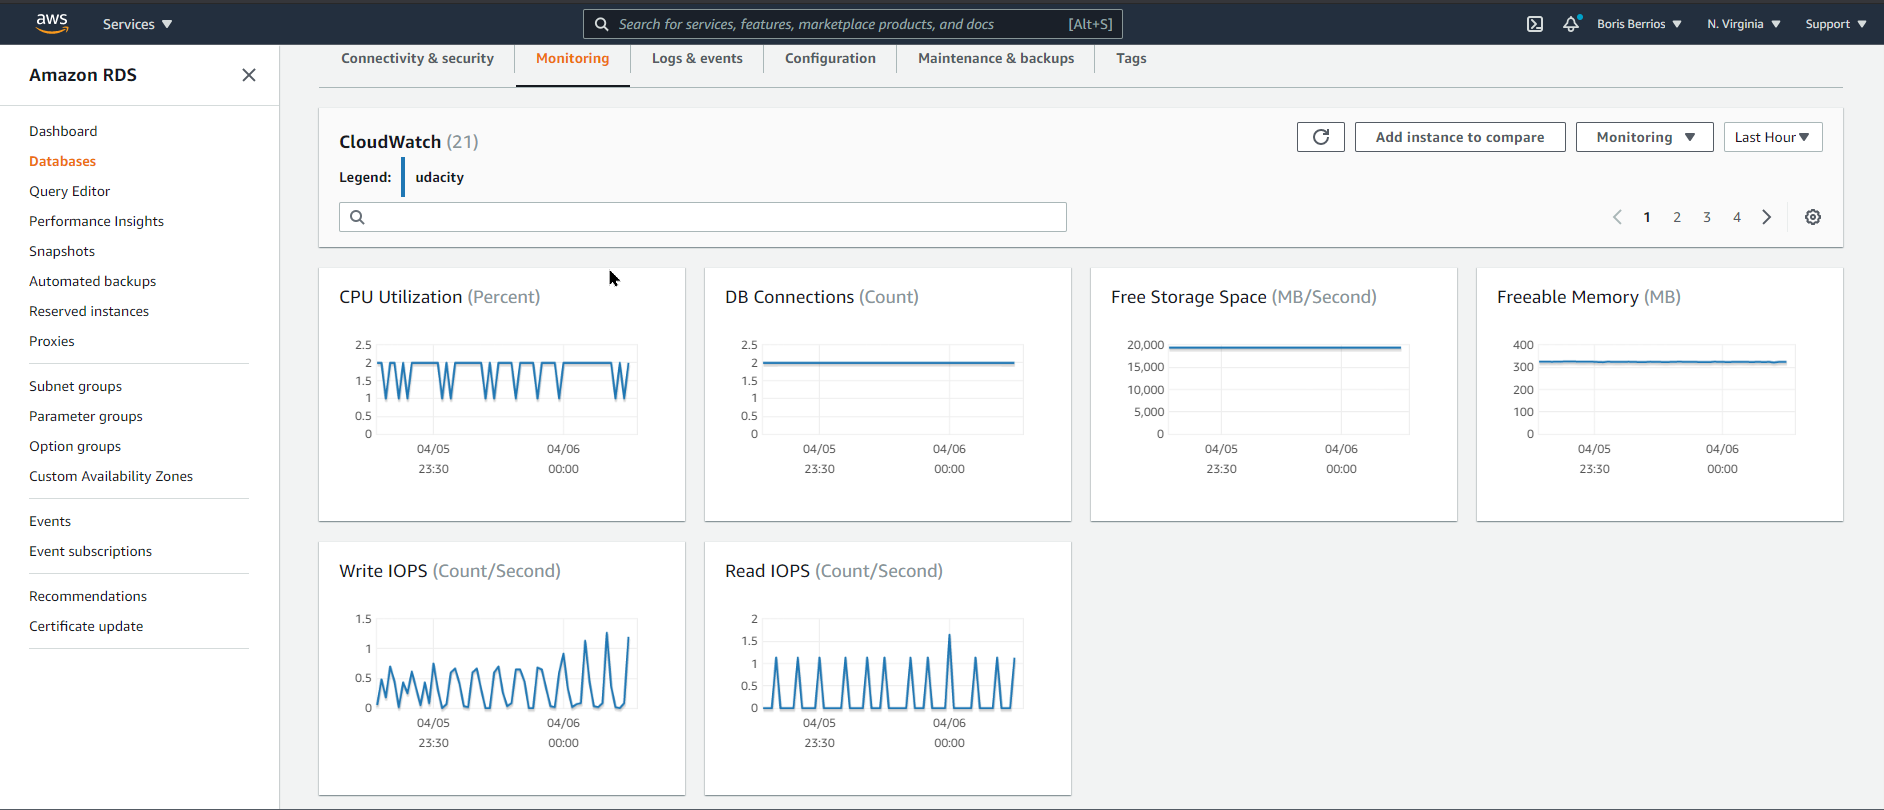 aws
Services
Search for services, features, marketplace products, and docs
[Alt+S]
Boris Berrios
N. Virginia
Support
Amazon RDS
Dashboard
Databases
Query Editor
Performance Insights
Snapshots
Automated backups
Reserved instances
Proxies
Subnet groups
Parameter groups
Option groups
Custom Availability Zones
Events
Event subscriptions
Recommendations
Certificate update
Connectivity & security
Monitoring
Logs & events
Configuration
Maintenance & backups
Tags
CloudWatch (21)
Add instance to compare
Monitoring
Last Hour
Legend:
udacity
1 2 3 4
CPU Utilization (Percent)
2.5
2
1.5
1
0.5
0
04/05
23:30
04/06
00:00
DB Connections (Count)
2.5
2
1.5
1
0.5
0
04/05
23:30
04/06
00:00
Free Storage Space (MB/Second)
20,000
15,000
10,000
5,000
0
04/05
23:30
04/06
00:00
Freeable Memory (MB)
400
300
200
100
0
04/05
23:30
04/06
00:00
Write IOPS (Count/Second)
1.5
1
0.5
0
04/05
23:30
04/06
00:00
Read IOPS (Count/Second)
2
1.5
1
0.5
0
04/05
23:30
04/06
00:00